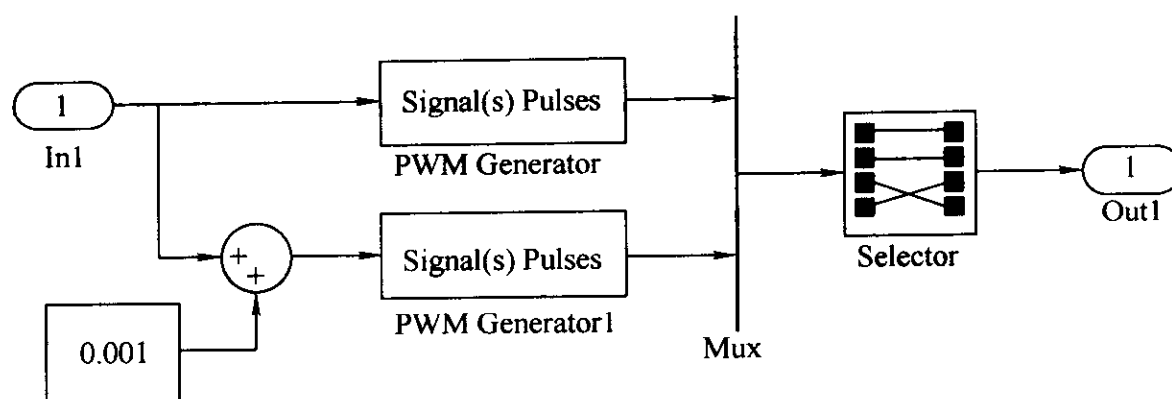 1
In1
Signal(s) Pulses
PWM Generator
+
+
0.001
Signal(s) Pulses
PWM Generator1
Mux
Selector
1
Out1